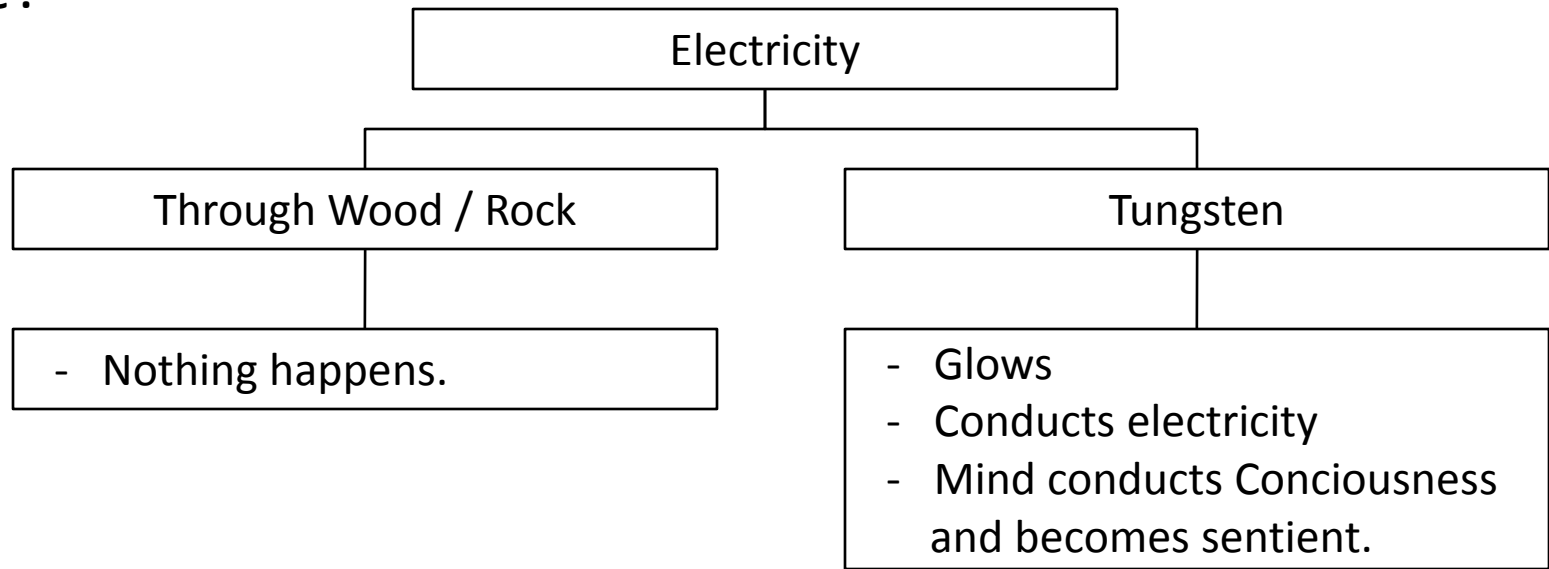 Electricity
Through Wood / Rock
Tungsten
- Nothing happens.
- Glows
- Conducts electricity
- Mind conducts Conciousness
and becomes sentient.